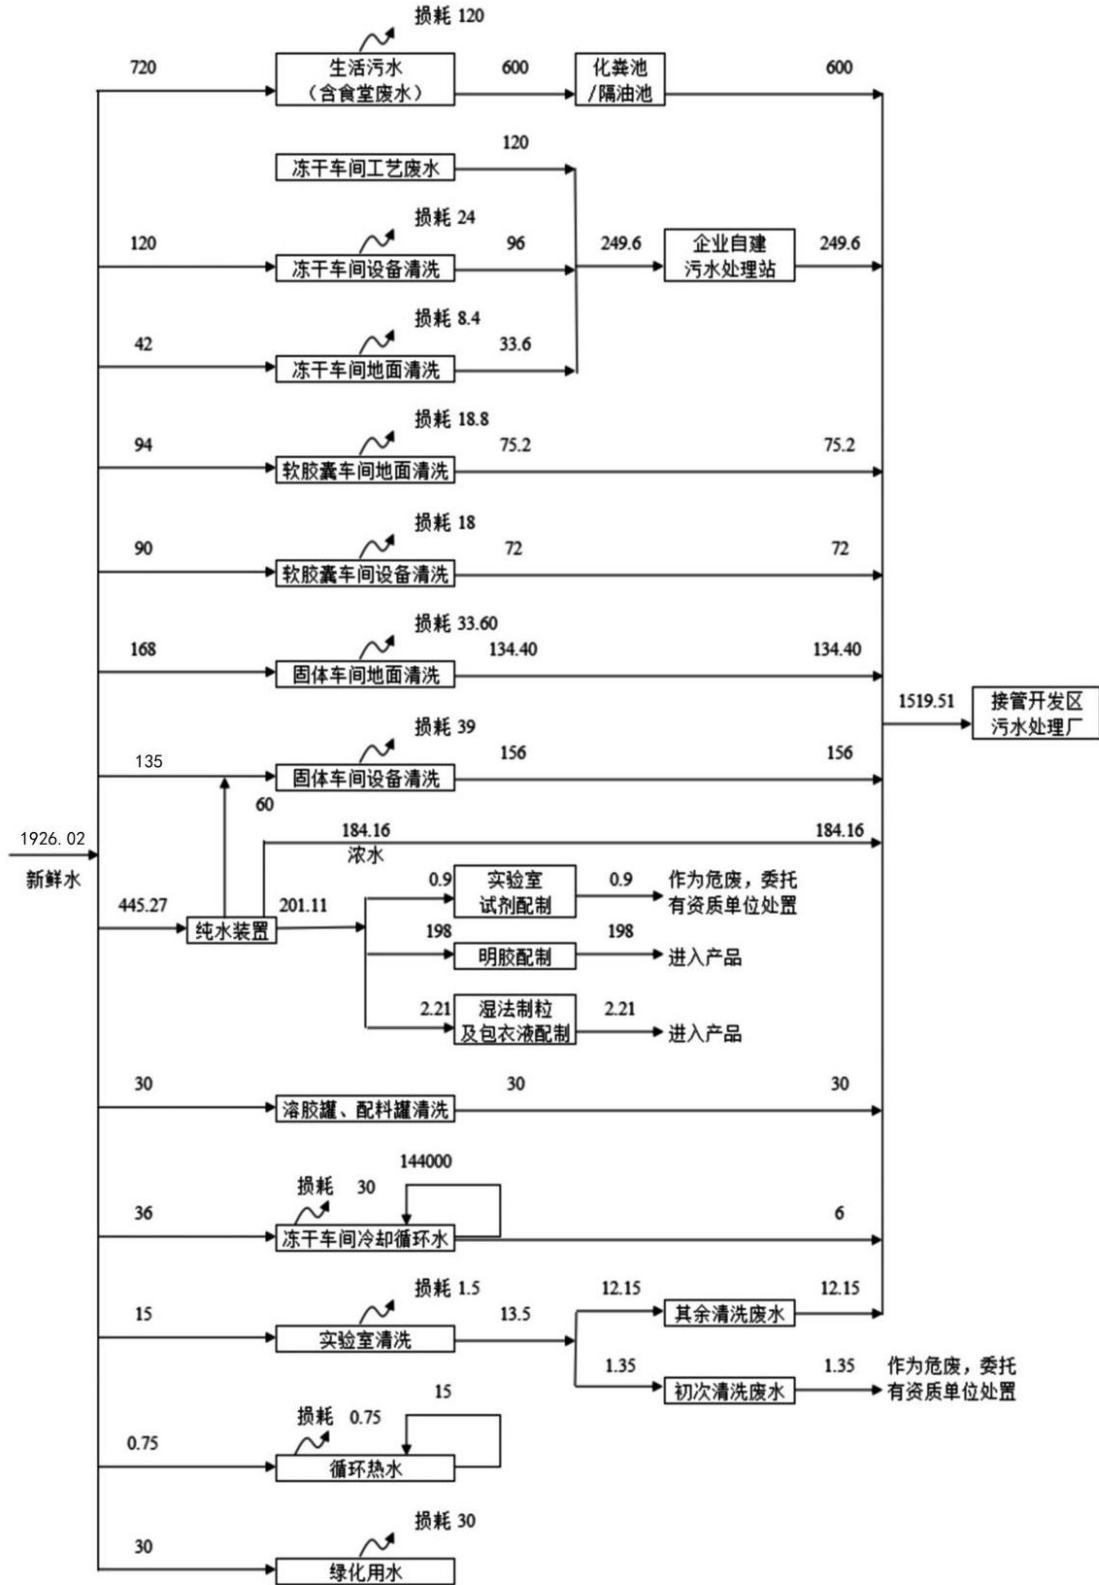 损耗 120
720
生活污水
（含食堂废水）
600
化粪池
/隔油池
600
冻干车间工艺废水
120
损耗 24
120
冻干车间设备清洗
96
249.6
企业自建
污水处理站
249.6
损耗 8.4
42
冻干车间地面清洗
33.6
损耗 18.8
94
软胶囊车间地面清洗
75.2
75.2
损耗 18
90
软胶囊车间设备清洗
72
72
损耗 33.60
168
固体车间地面清洗
134.40
134.40
1519.51
接管开发区
污水处理厂
损耗 39
135
固体车间设备清洗
156
156
60
1926.02
新鲜水
184.16
浓水
184.16
445.27
纯水装置
201.11
0.9
实验室
试剂配制
0.9
作为危废，委托
有资质单位处置
198
明胶配制
198
进入产品
2.21
湿法制粒
及包衣液配制
2.21
进入产品
30
溶胶罐、配料罐清洗
30
30
144000
损耗 30
36
冻干车间冷却循环水
6
损耗 1.5
15
实验室清洗
13.5
12.15
其余清洗废水
12.15
1.35
初次清洗废水
1.35
作为危废，委托
有资质单位处置
15
损耗 0.75
0.75
循环热水
损耗 30
30
绿化用水